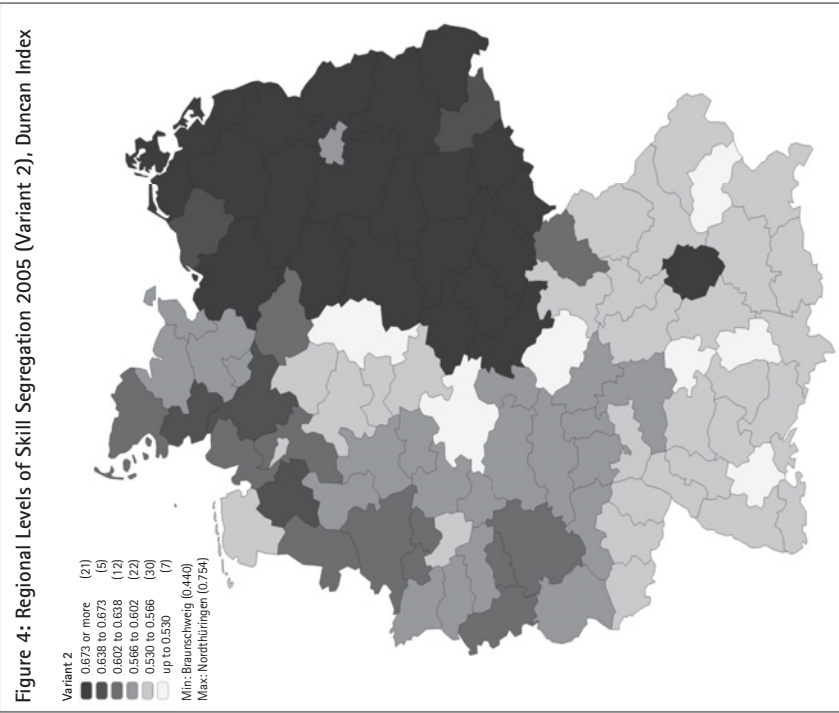 Figure 4: Regional Levels of Skill Segregation 2005 (Variant 2), Duncan Index
Variant 2
0.673 or more (21)
0.638 to 0.673 (5)
0.602 to 0.638 (12)
0.566 to 0.602 (22)
0.530 to 0.566 (30)
up to 0.530 (7)
Min: Braunschweig (0.440)
Max: Nordthüringen (0.754)